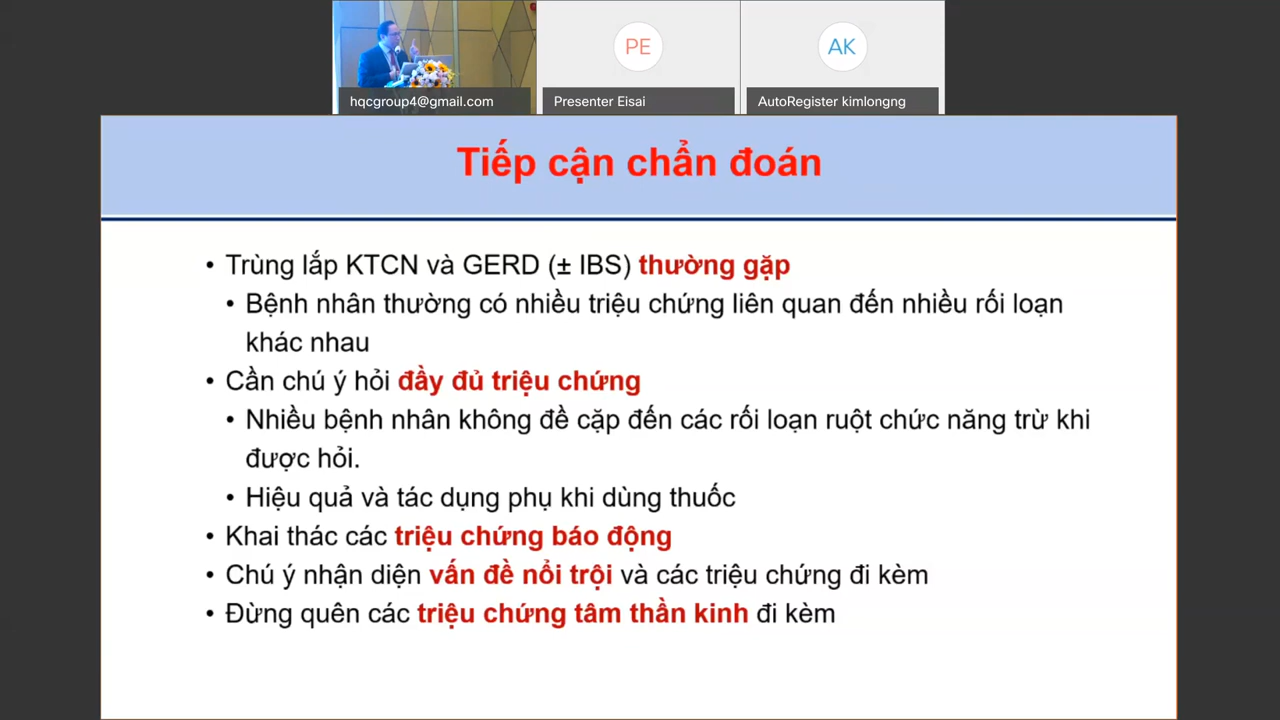 PE
AK
hqcgroup4@gmail.com
Presenter Eisai
AutoRegister kimlongng
Tiếp cận chẩn đoán
• Trùng lắp KTCN và GERD (± IBS) thường gặp
• Bệnh nhân thường có nhiều triệu chứng liên quan đến nhiều rối loạn
khác nhau
• Cần chú ý hỏi đầy đủ triệu chứng
• Nhiều bệnh nhân không đề cặp đến các rối loạn ruột chức năng trừ khi
được hỏi.
• Hiệu quả và tác dụng phụ khi dùng thuốc
• Khai thác các triệu chứng báo động
• Chú ý nhận diện vấn đề nổi trội và các triệu chứng đi kèm
• Đừng quên các triệu chứng tâm thần kinh đi kèm